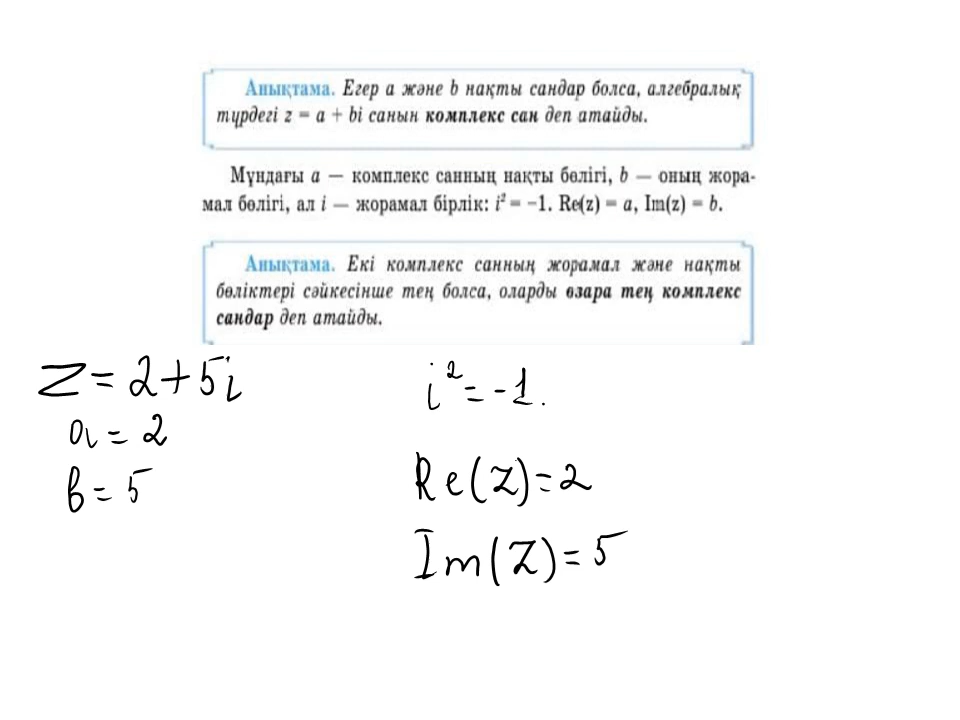 Анықтама. Егер a және b нақты сандар болса, алгебралық
түрдегі z = a + bi санын комплекс сан деп атайды.
Мұндағы a — комплекс санның нақты бөлігі, b — оның жора-
мал бөлігі, ал i — жорамал бірлік: i² = −1. Re(z) = a, Im(z) = b.
Анықтама. Екі комплекс санның жорамал және нақты
бөліктері сәйкесінше тең болса, оларды өзара тең комплекс
сандар деп атайды.
z = 2 + 5i
a = 2
b = 5
i² = -1.
Re(z) = 2
Im(z) = 5